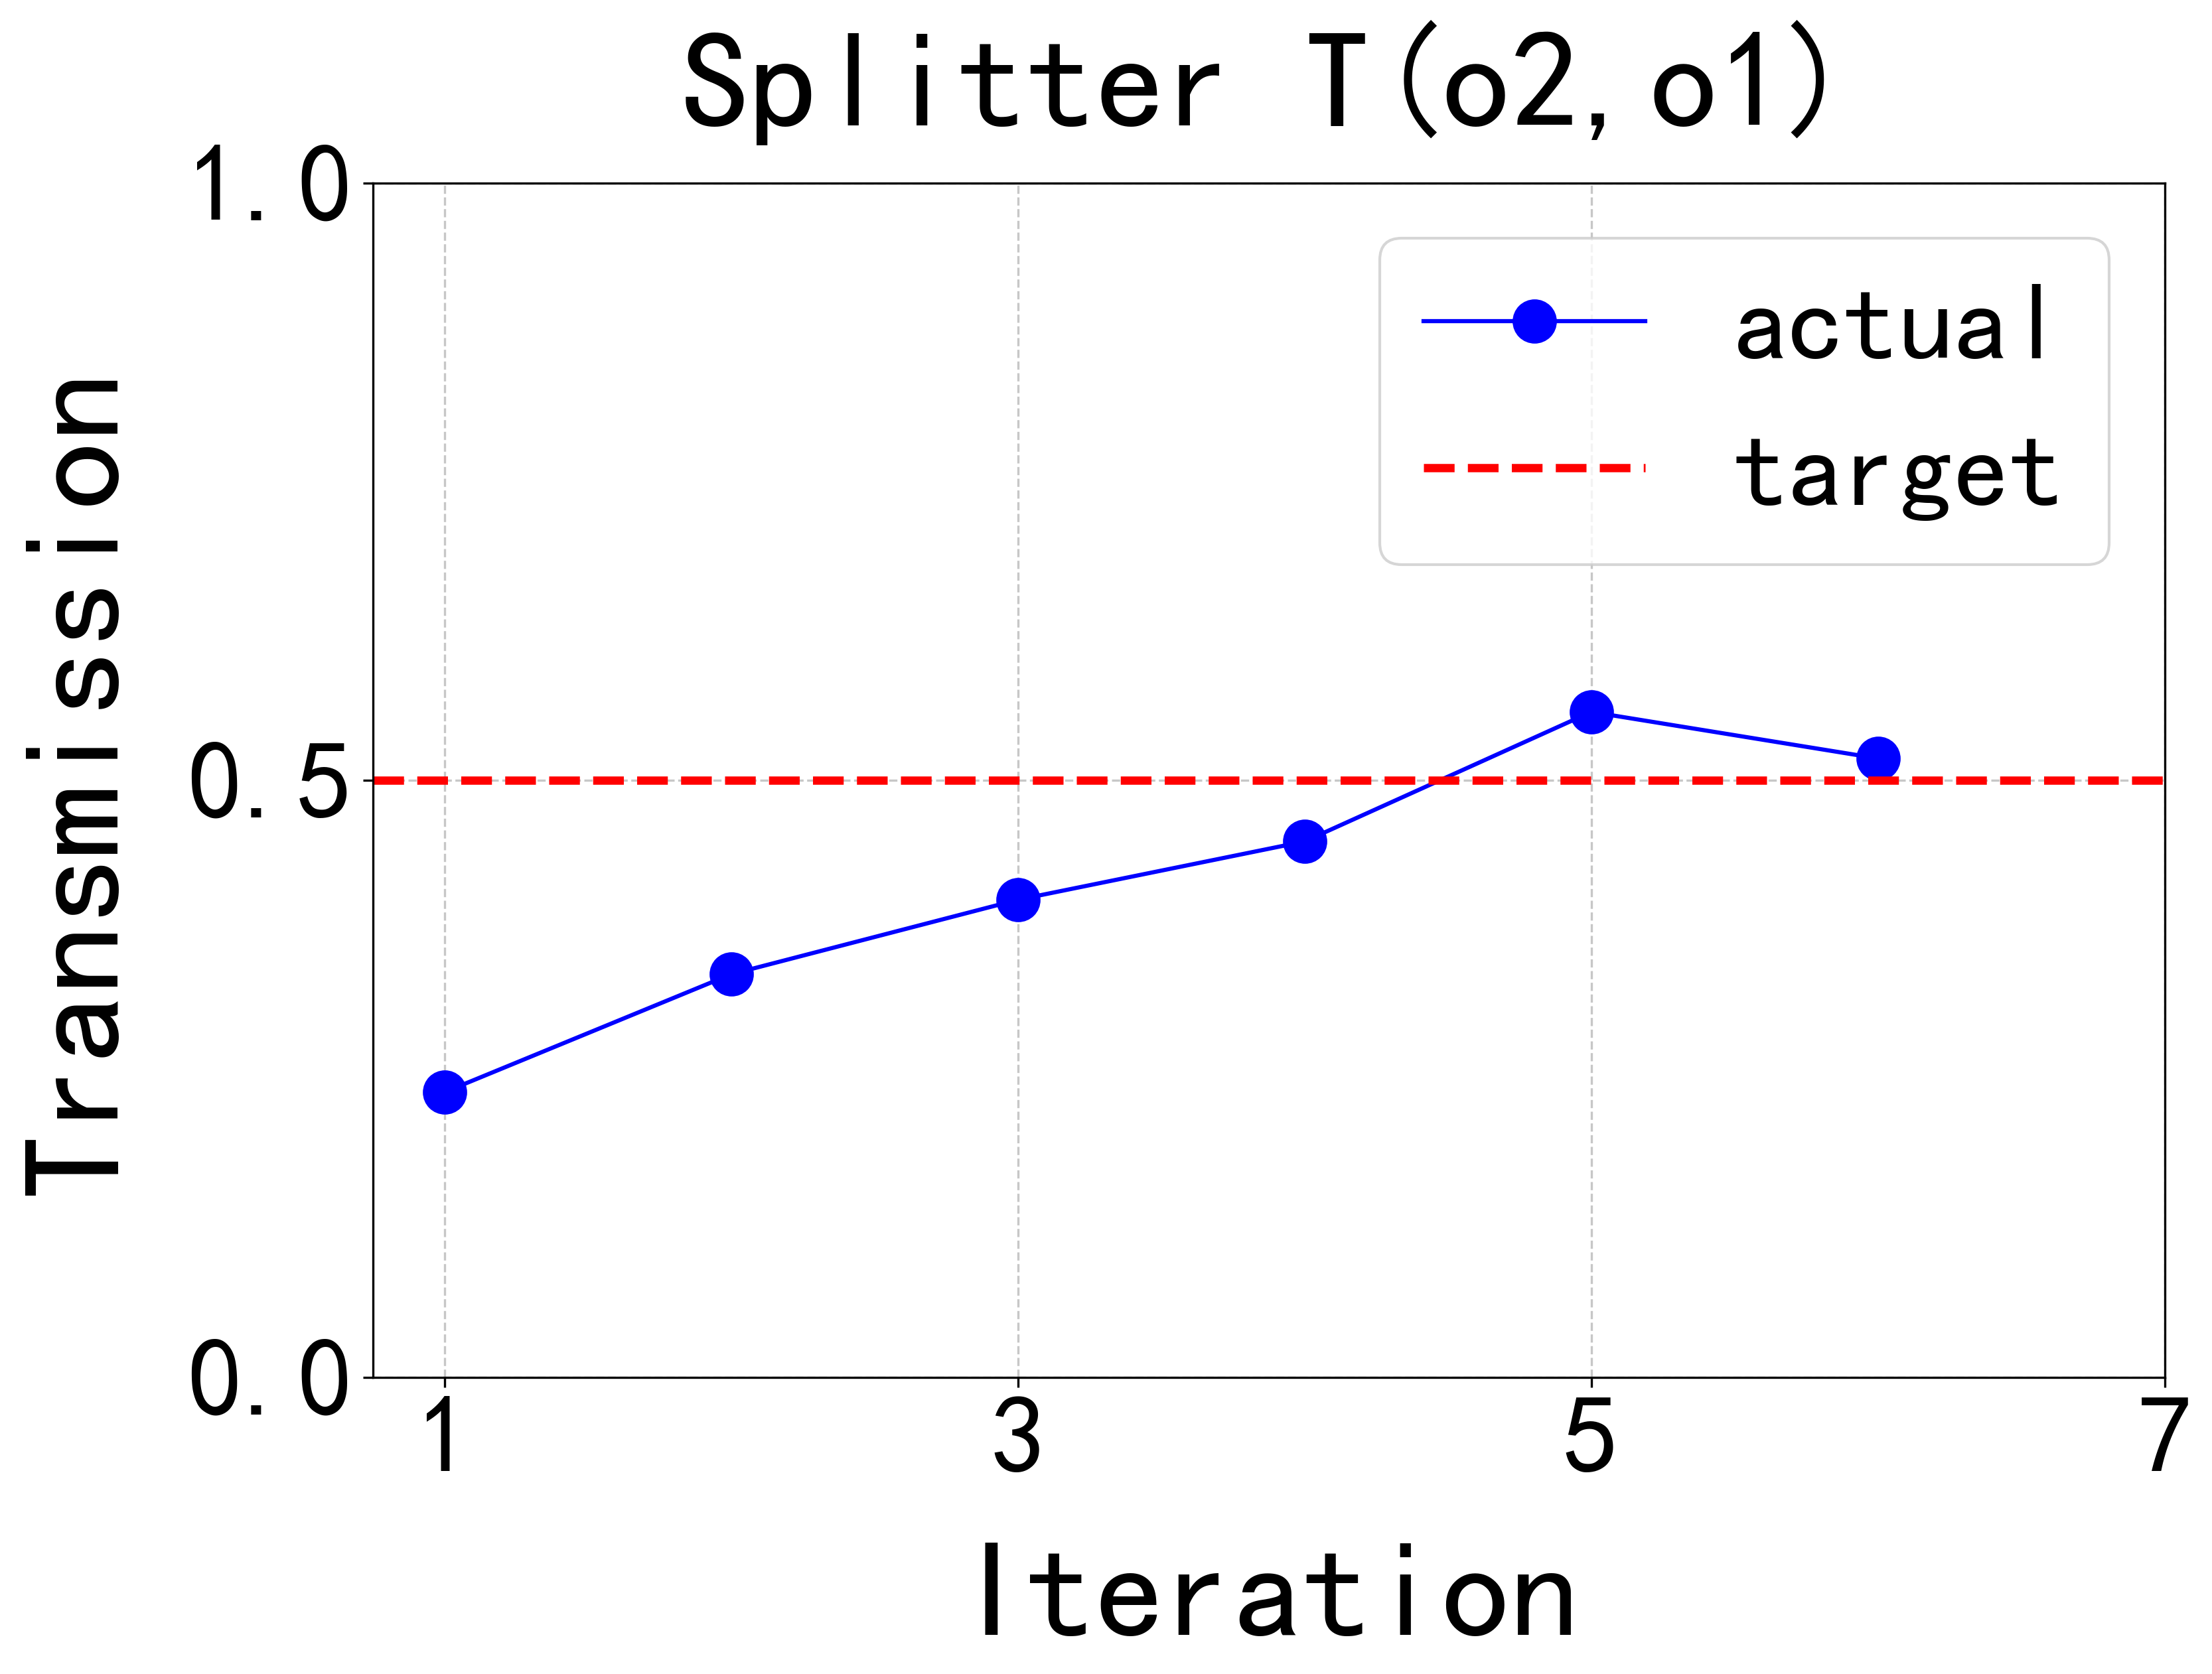 Splitter T(o2,o1)
1.0
actual
target
Transmission
0.5
0.0
1 3 5 7
Iteration